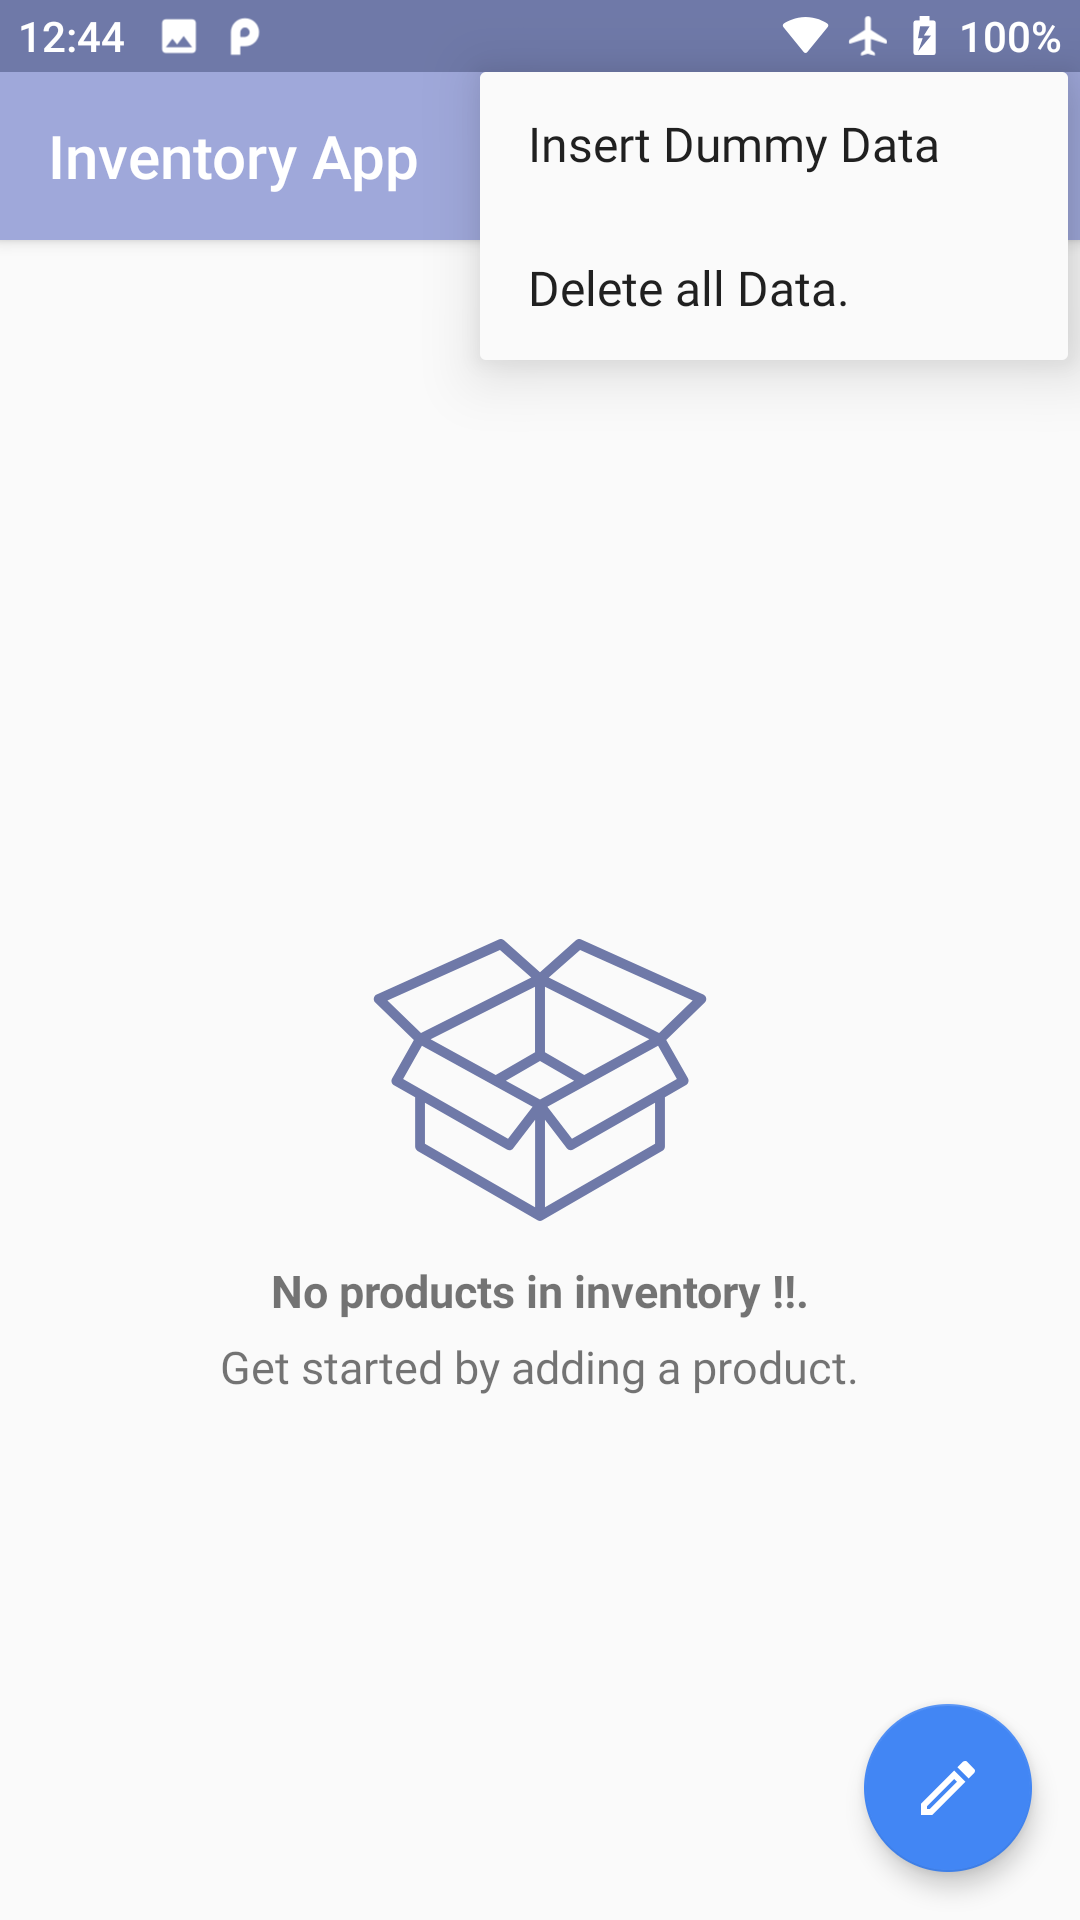 12:44
100%
Inventory App
Insert Dummy Data
Delete all Data.
No products in inventory !!.
Get started by adding a product.